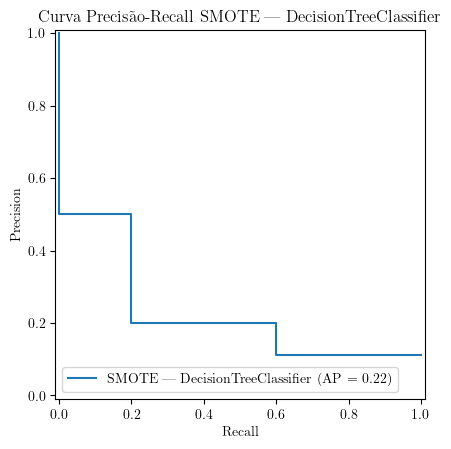 Curva Precisão-Recall SMOTE — DecisionTreeClassifier
1.0
0.8
0.6
0.4
0.2
0.0
Precision
SMOTE — DecisionTreeClassifier (AP = 0.22)
0.0 0.2 0.4 0.6 0.8 1.0
Recall